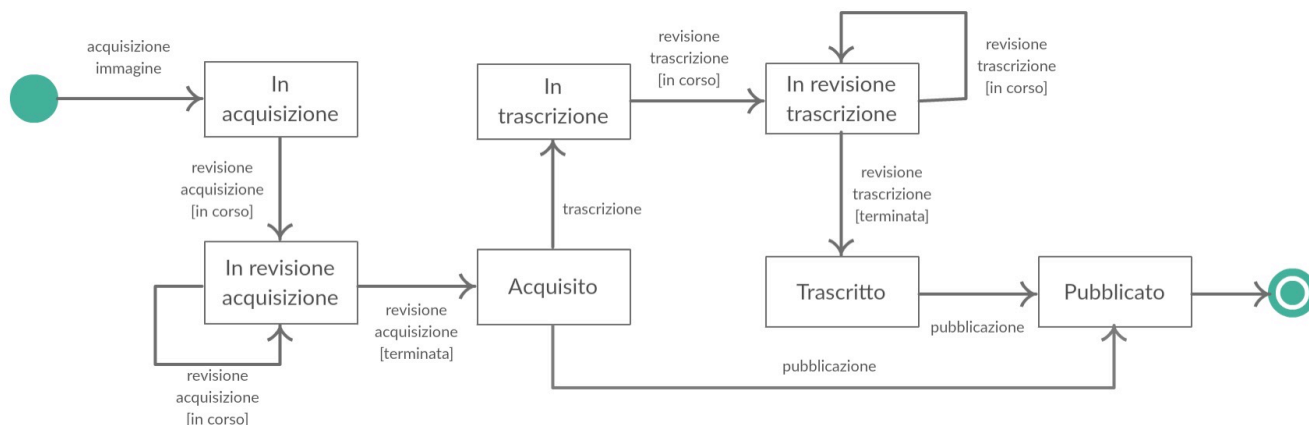 acquisizione
immagine
In
acquisizione
revisione
acquisizione
[in corso]
In revisione
acquisizione
revisione
acquisizione
[in corso]
revisione
acquisizione
[terminata]
Acquisito
trascrizione
In
trascrizione
revisione
trascrizione
[in corso]
In revisione
trascrizione
revisione
trascrizione
[in corso]
revisione
trascrizione
[terminata]
Trascritto
pubblicazione
Pubblicato
pubblicazione